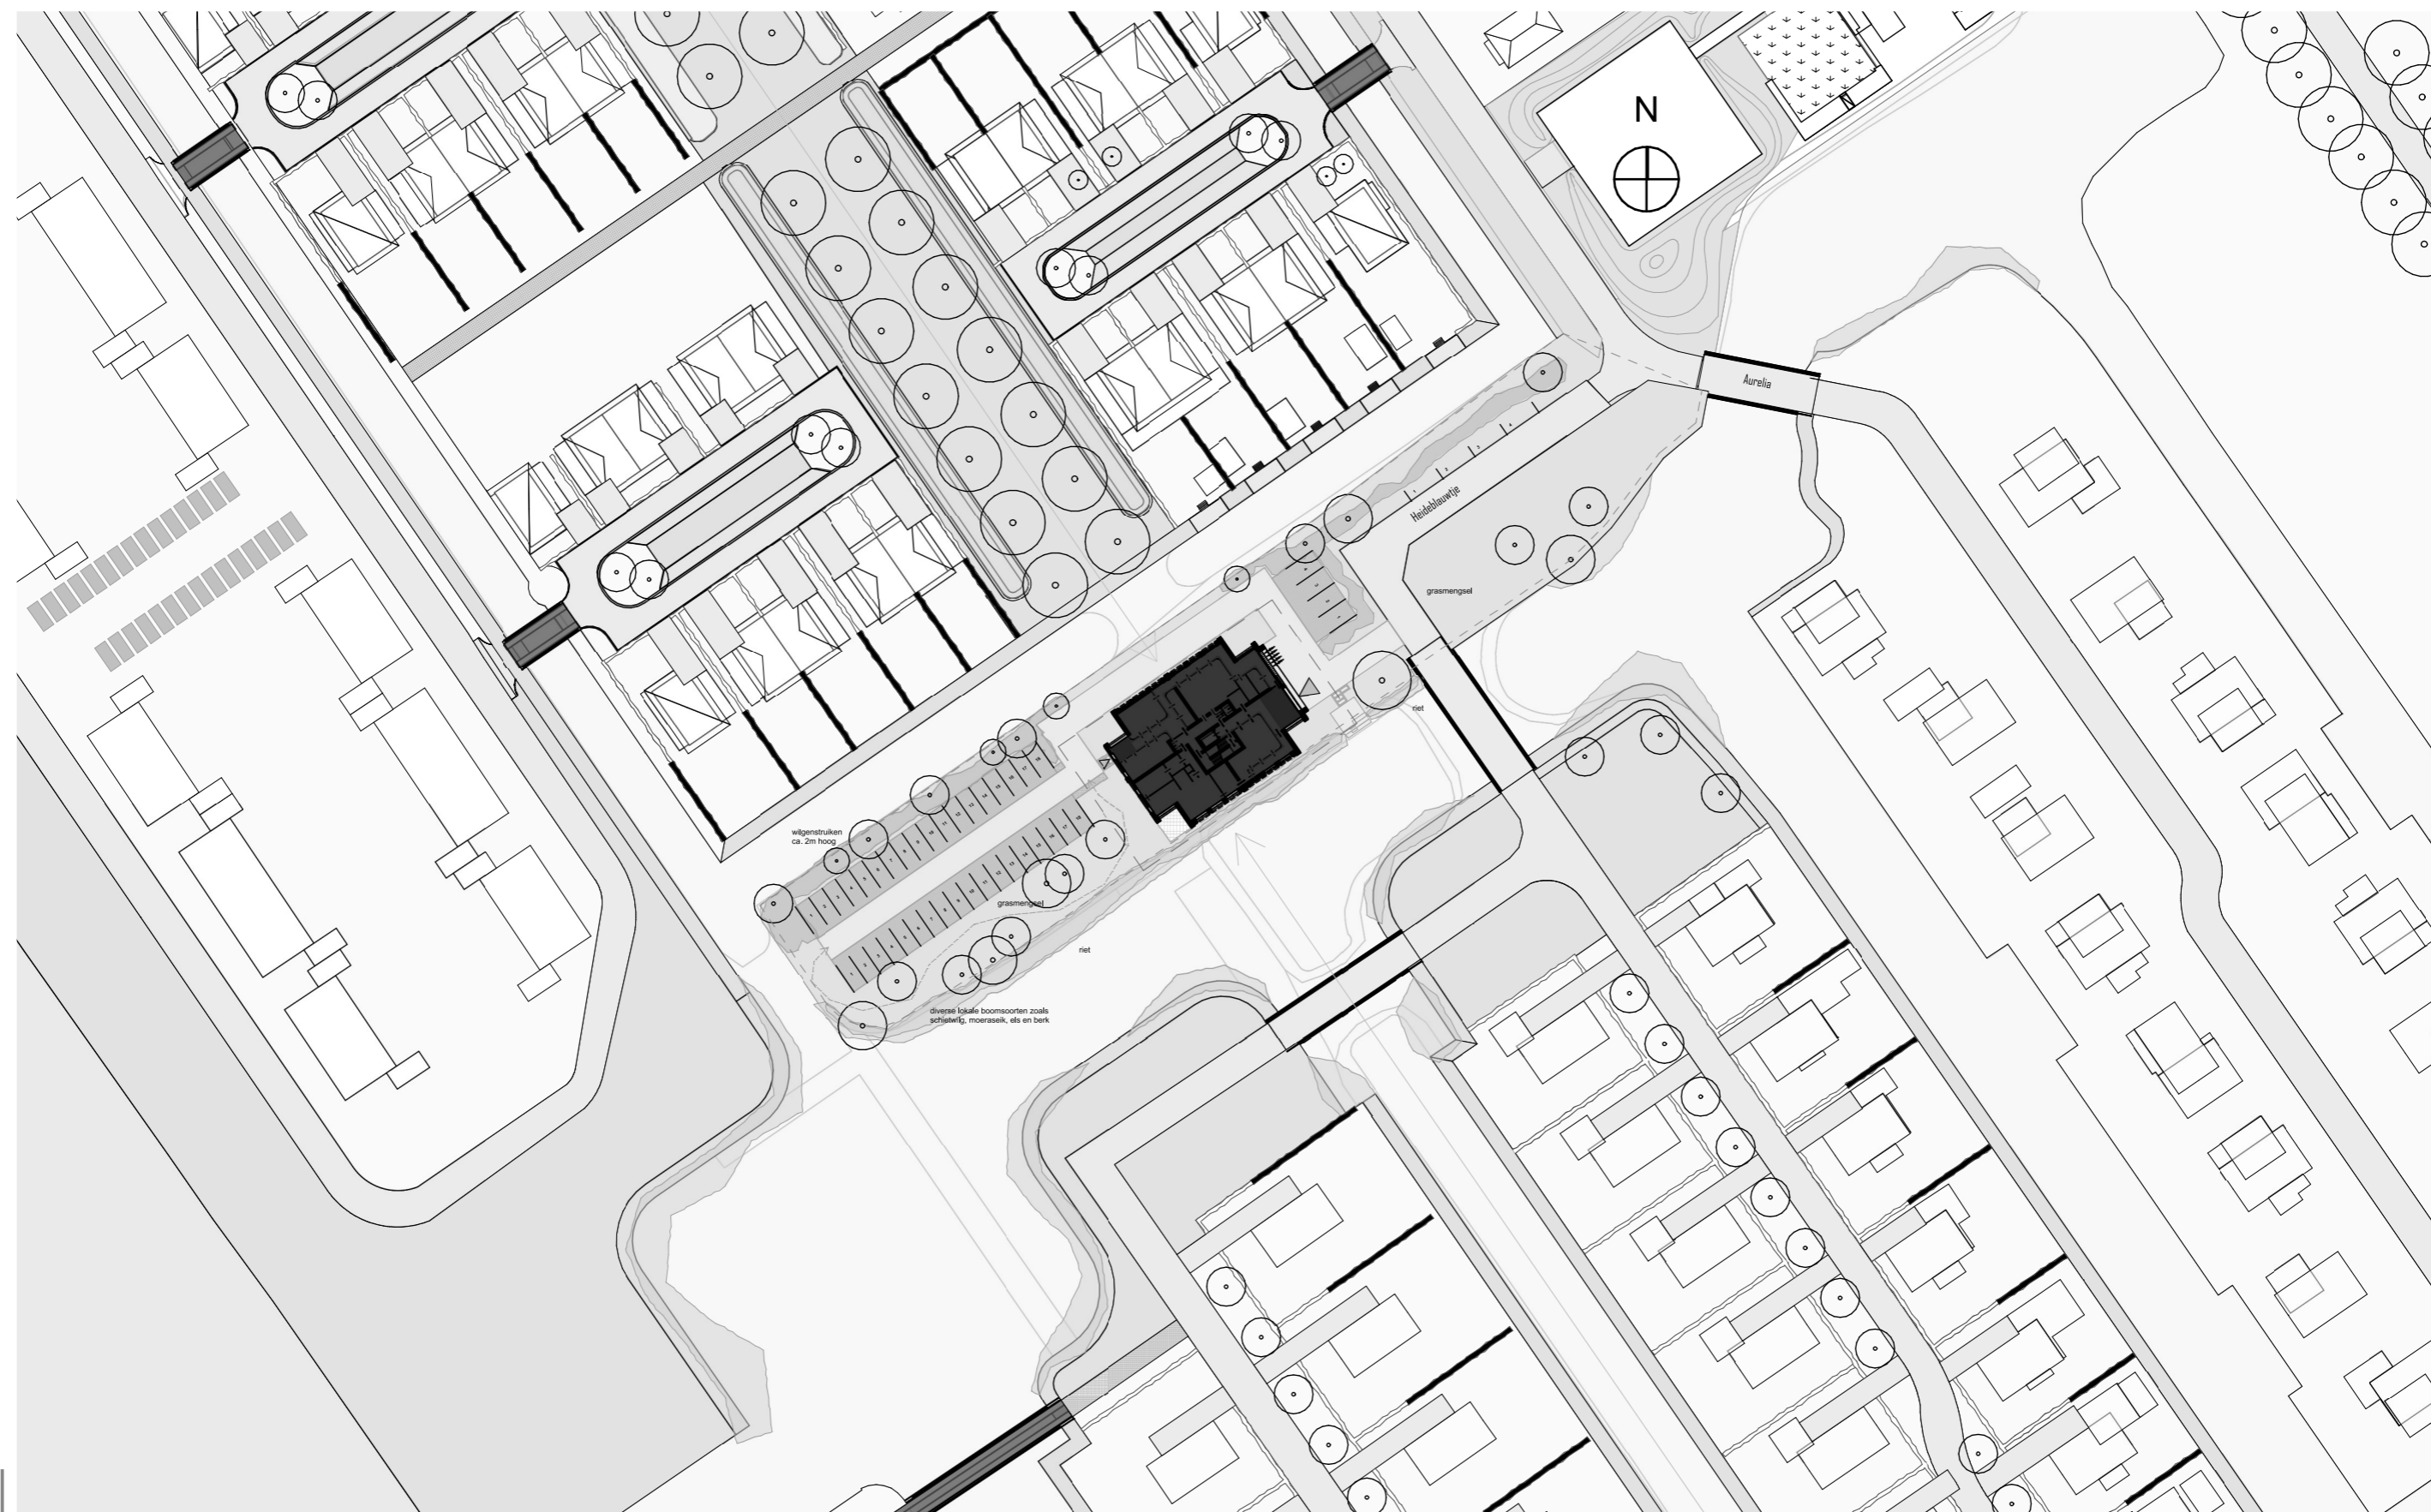 N
Aurelia
Heideblauwtje
grasmengsel
riet
wilgenstruiken
ca. 2m hoog
grasmengsel
riet
diverse lokale boomsoorten zoals
schietwilg, moeraseik, els en berk